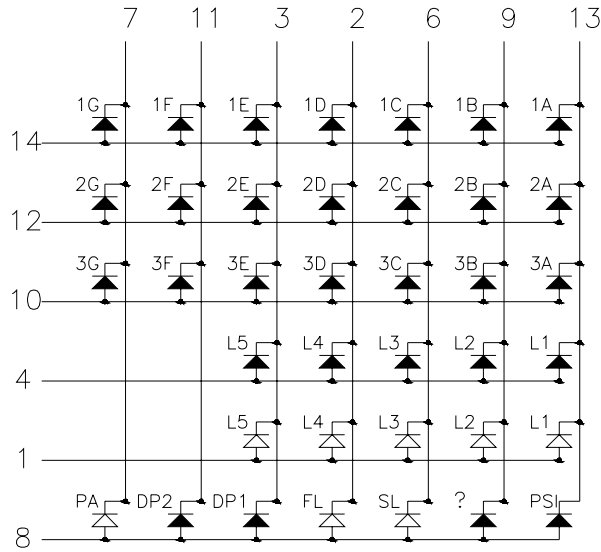 7 11 3 2 6 9 13
1G 1F 1E 1D 1C 1B 1A
14
2G 2F 2E 2D 2C 2B 2A
12
3G 3F 3E 3D 3C 3B 3A
10
L5 L4 L3 L2 L1
4
L5 L4 L3 L2 L1
1
PA DP2 DP1 FL SL ? PSI
8